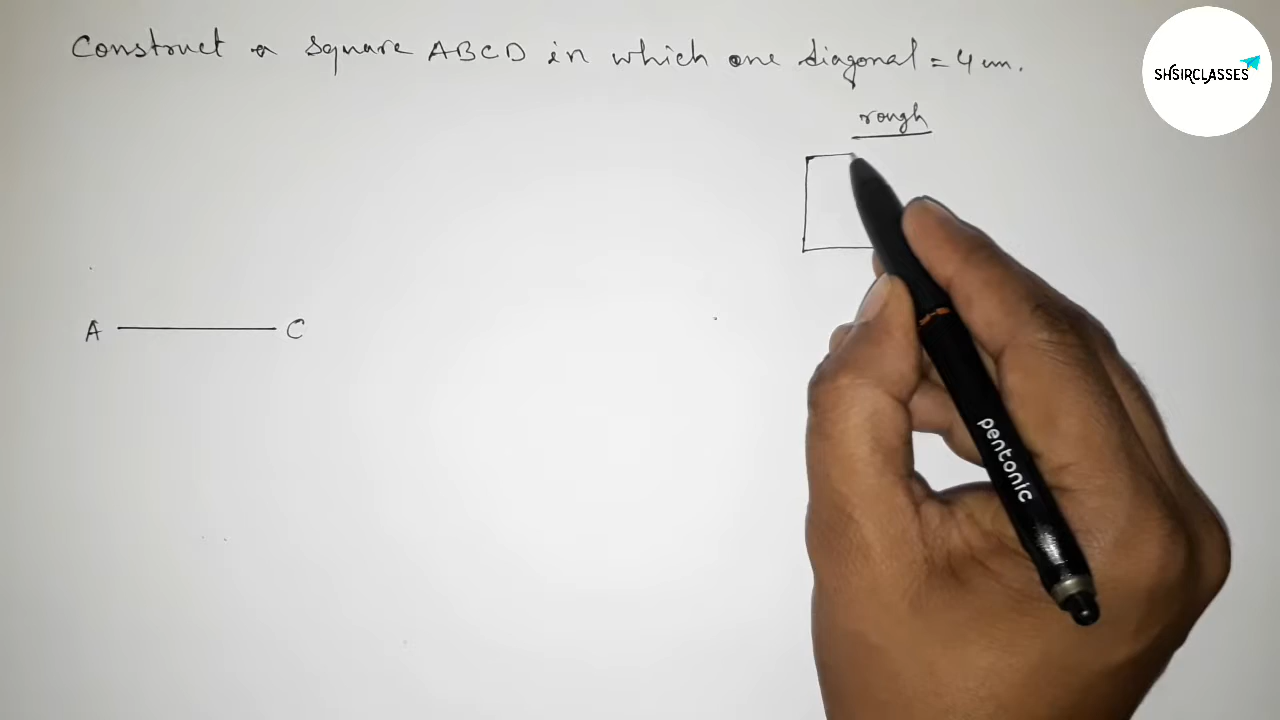 Construct a square ABCD in which one diagonal = 4 cm.
SHSIRCLASSES
rough
A C
pentonic